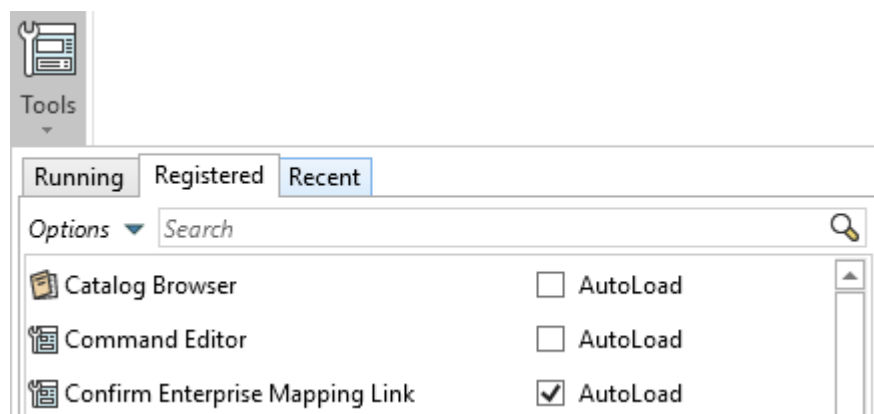 Tools
Running Registered Recent
Options Search
Catalog Browser AutoLoad
Command Editor AutoLoad
Confirm Enterprise Mapping Link AutoLoad